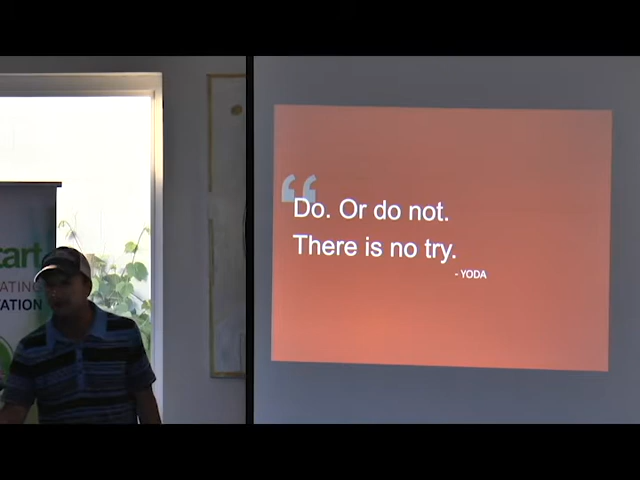 “
Do. Or do not.
There is no try.
- YODA